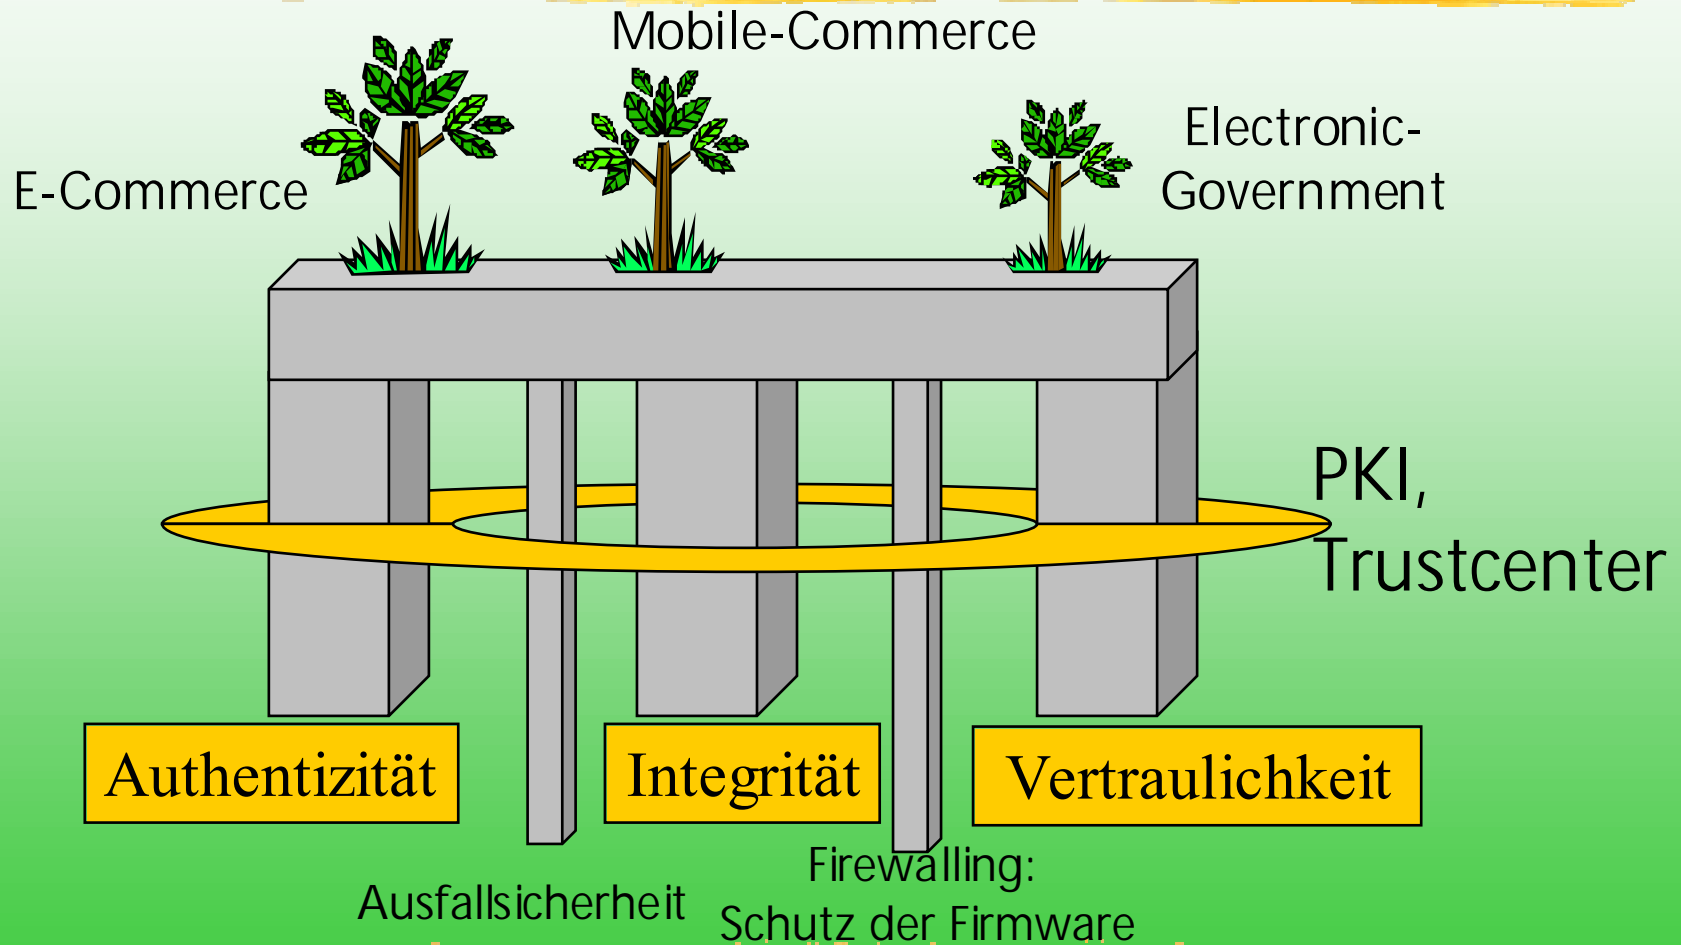 Mobile-Commerce
Electronic-
Government
E-Commerce
PKI,
Trustcenter
Authentizität
Integrität
Vertraulichkeit
Ausfallsicherheit
Firewalling:
Schutz der Firmware